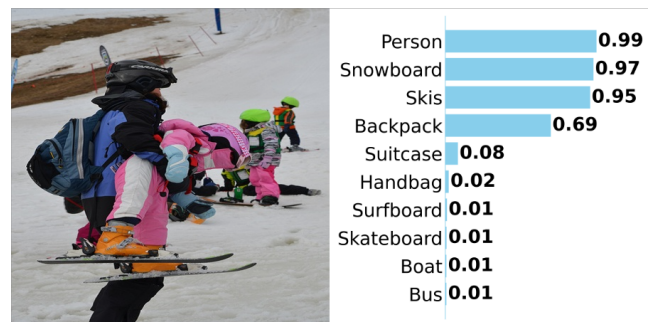 Person 0.99
Snowboard 0.97
Skis 0.95
Backpack 0.69
Suitcase 0.08
Handbag 0.02
Surfboard 0.01
Skateboard 0.01
Boat 0.01
Bus 0.01